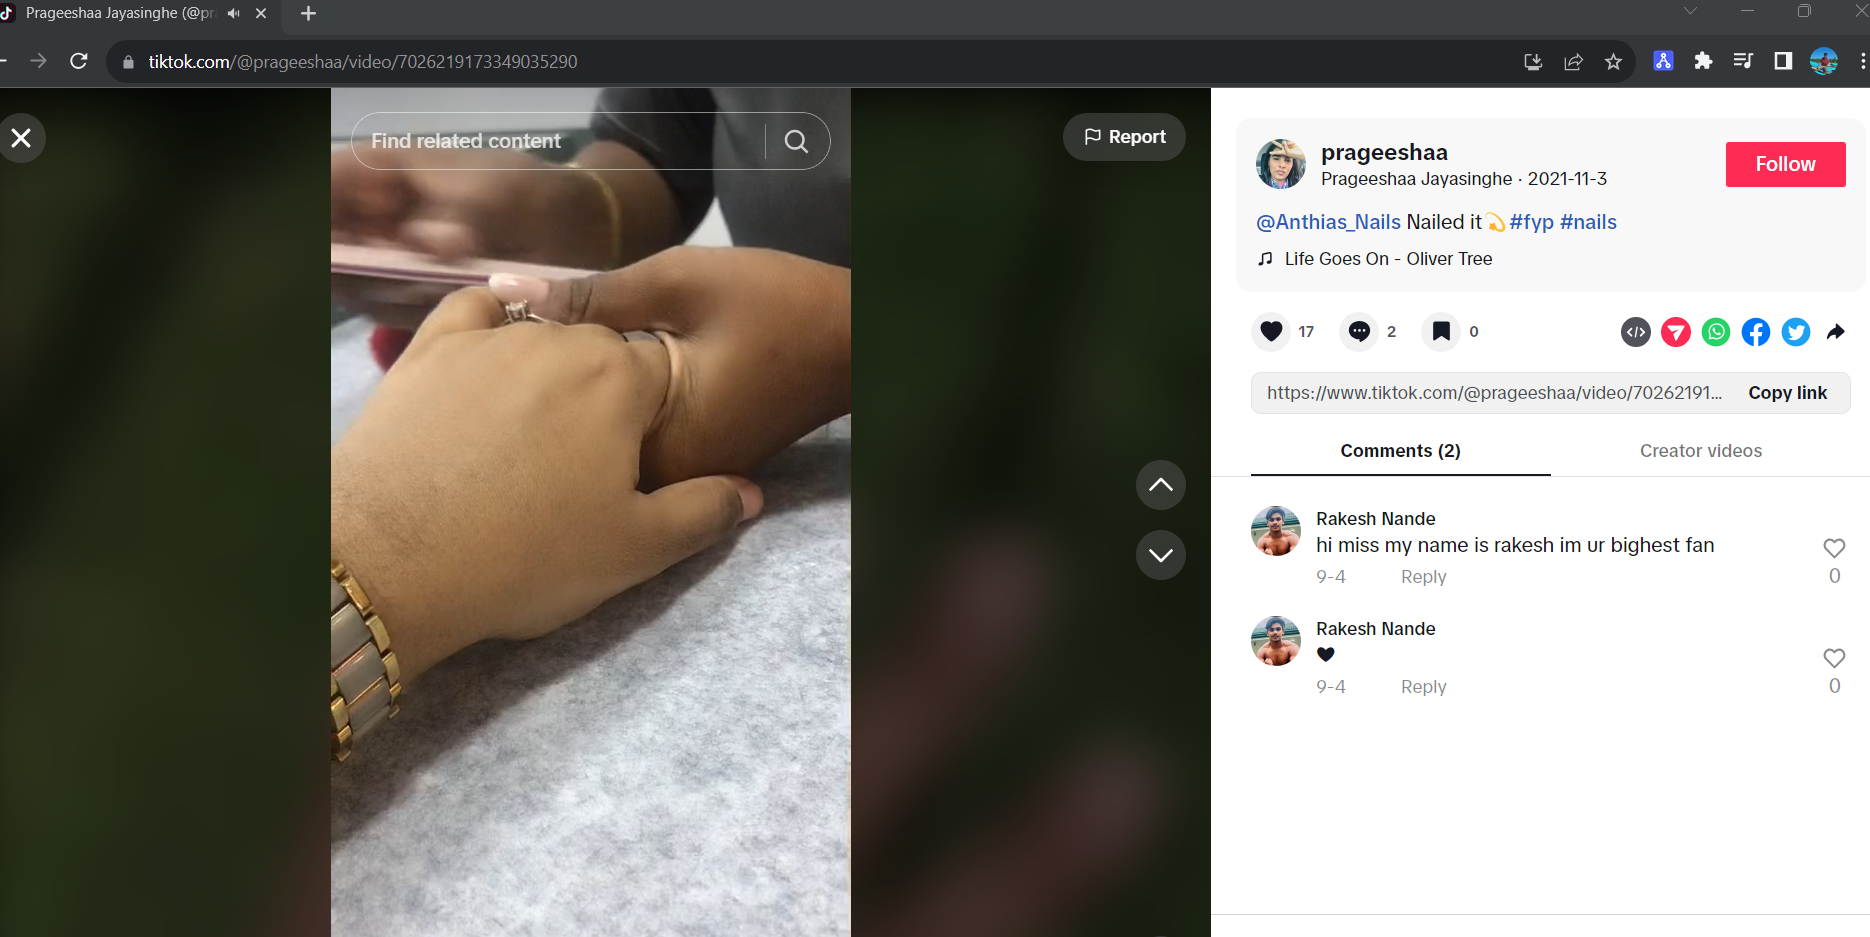 Prageeshaa Jayasinghe (@pr
tiktok.com/@prageeshaa/video/7026219173349035290
Find related content
Report
prageeshaa
Prageeshaa Jayasinghe · 2021-11-3
Follow
@Anthias_Nails Nailed it💫 #fyp #nails
Life Goes On - Oliver Tree
17
2
0
https://www.tiktok.com/@prageeshaa/video/70262191...
Copy link
Comments (2)
Creator videos
Rakesh Nande
hi miss my name is rakesh im ur bighest fan
9-4
Reply
0
Rakesh Nande
🖤
9-4
Reply
0